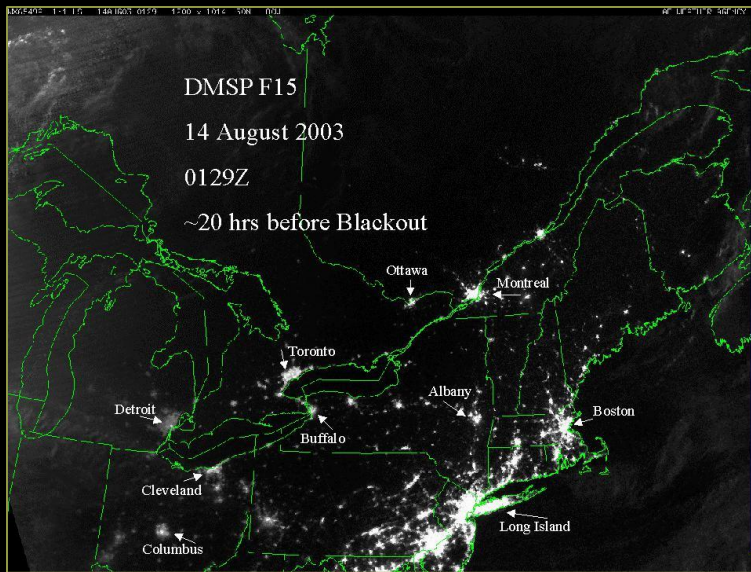 DMSP F15
14 August 2003
0129Z
~20 hrs before Blackout
Ottawa
Montreal
Toronto
Albany
Detroit
Boston
Buffalo
Cleveland
Long Island
Columbus